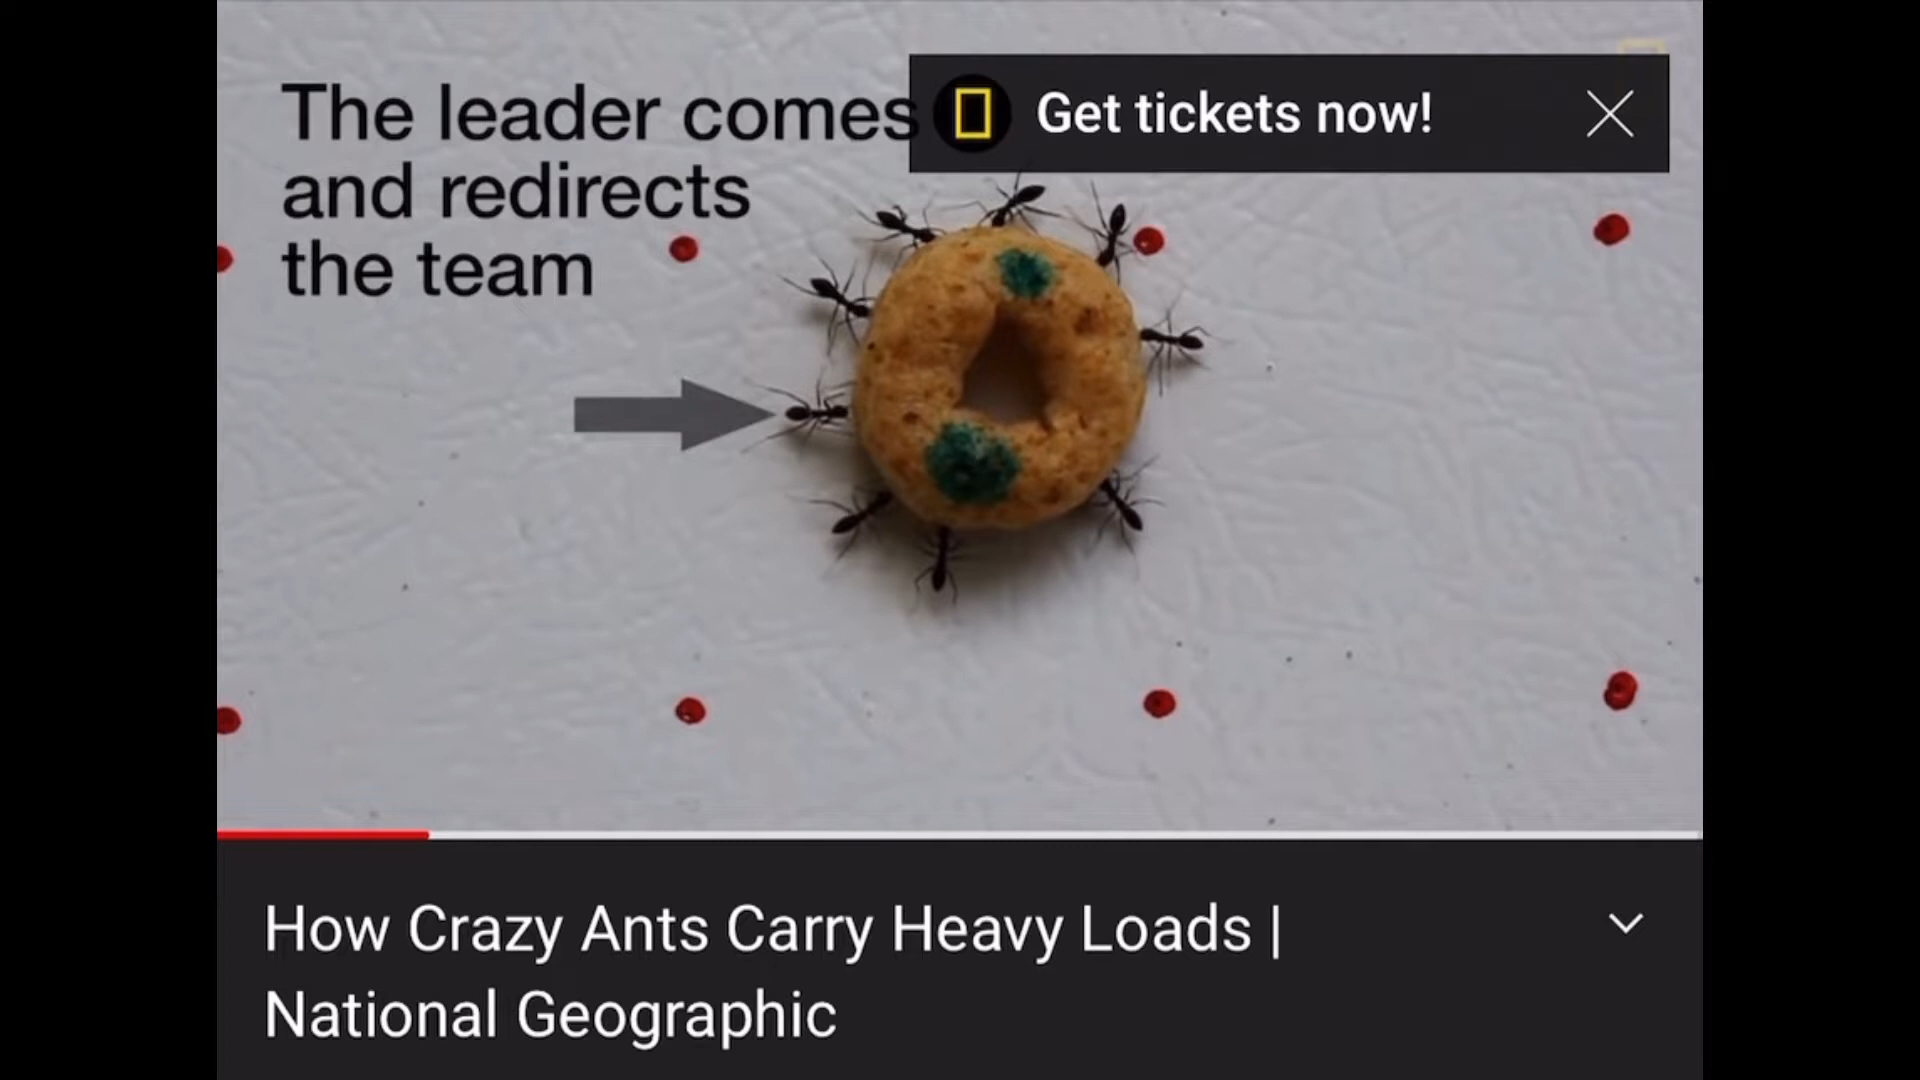 The leader comes
and redirects
the team
Get tickets now!
How Crazy Ants Carry Heavy Loads |
National Geographic